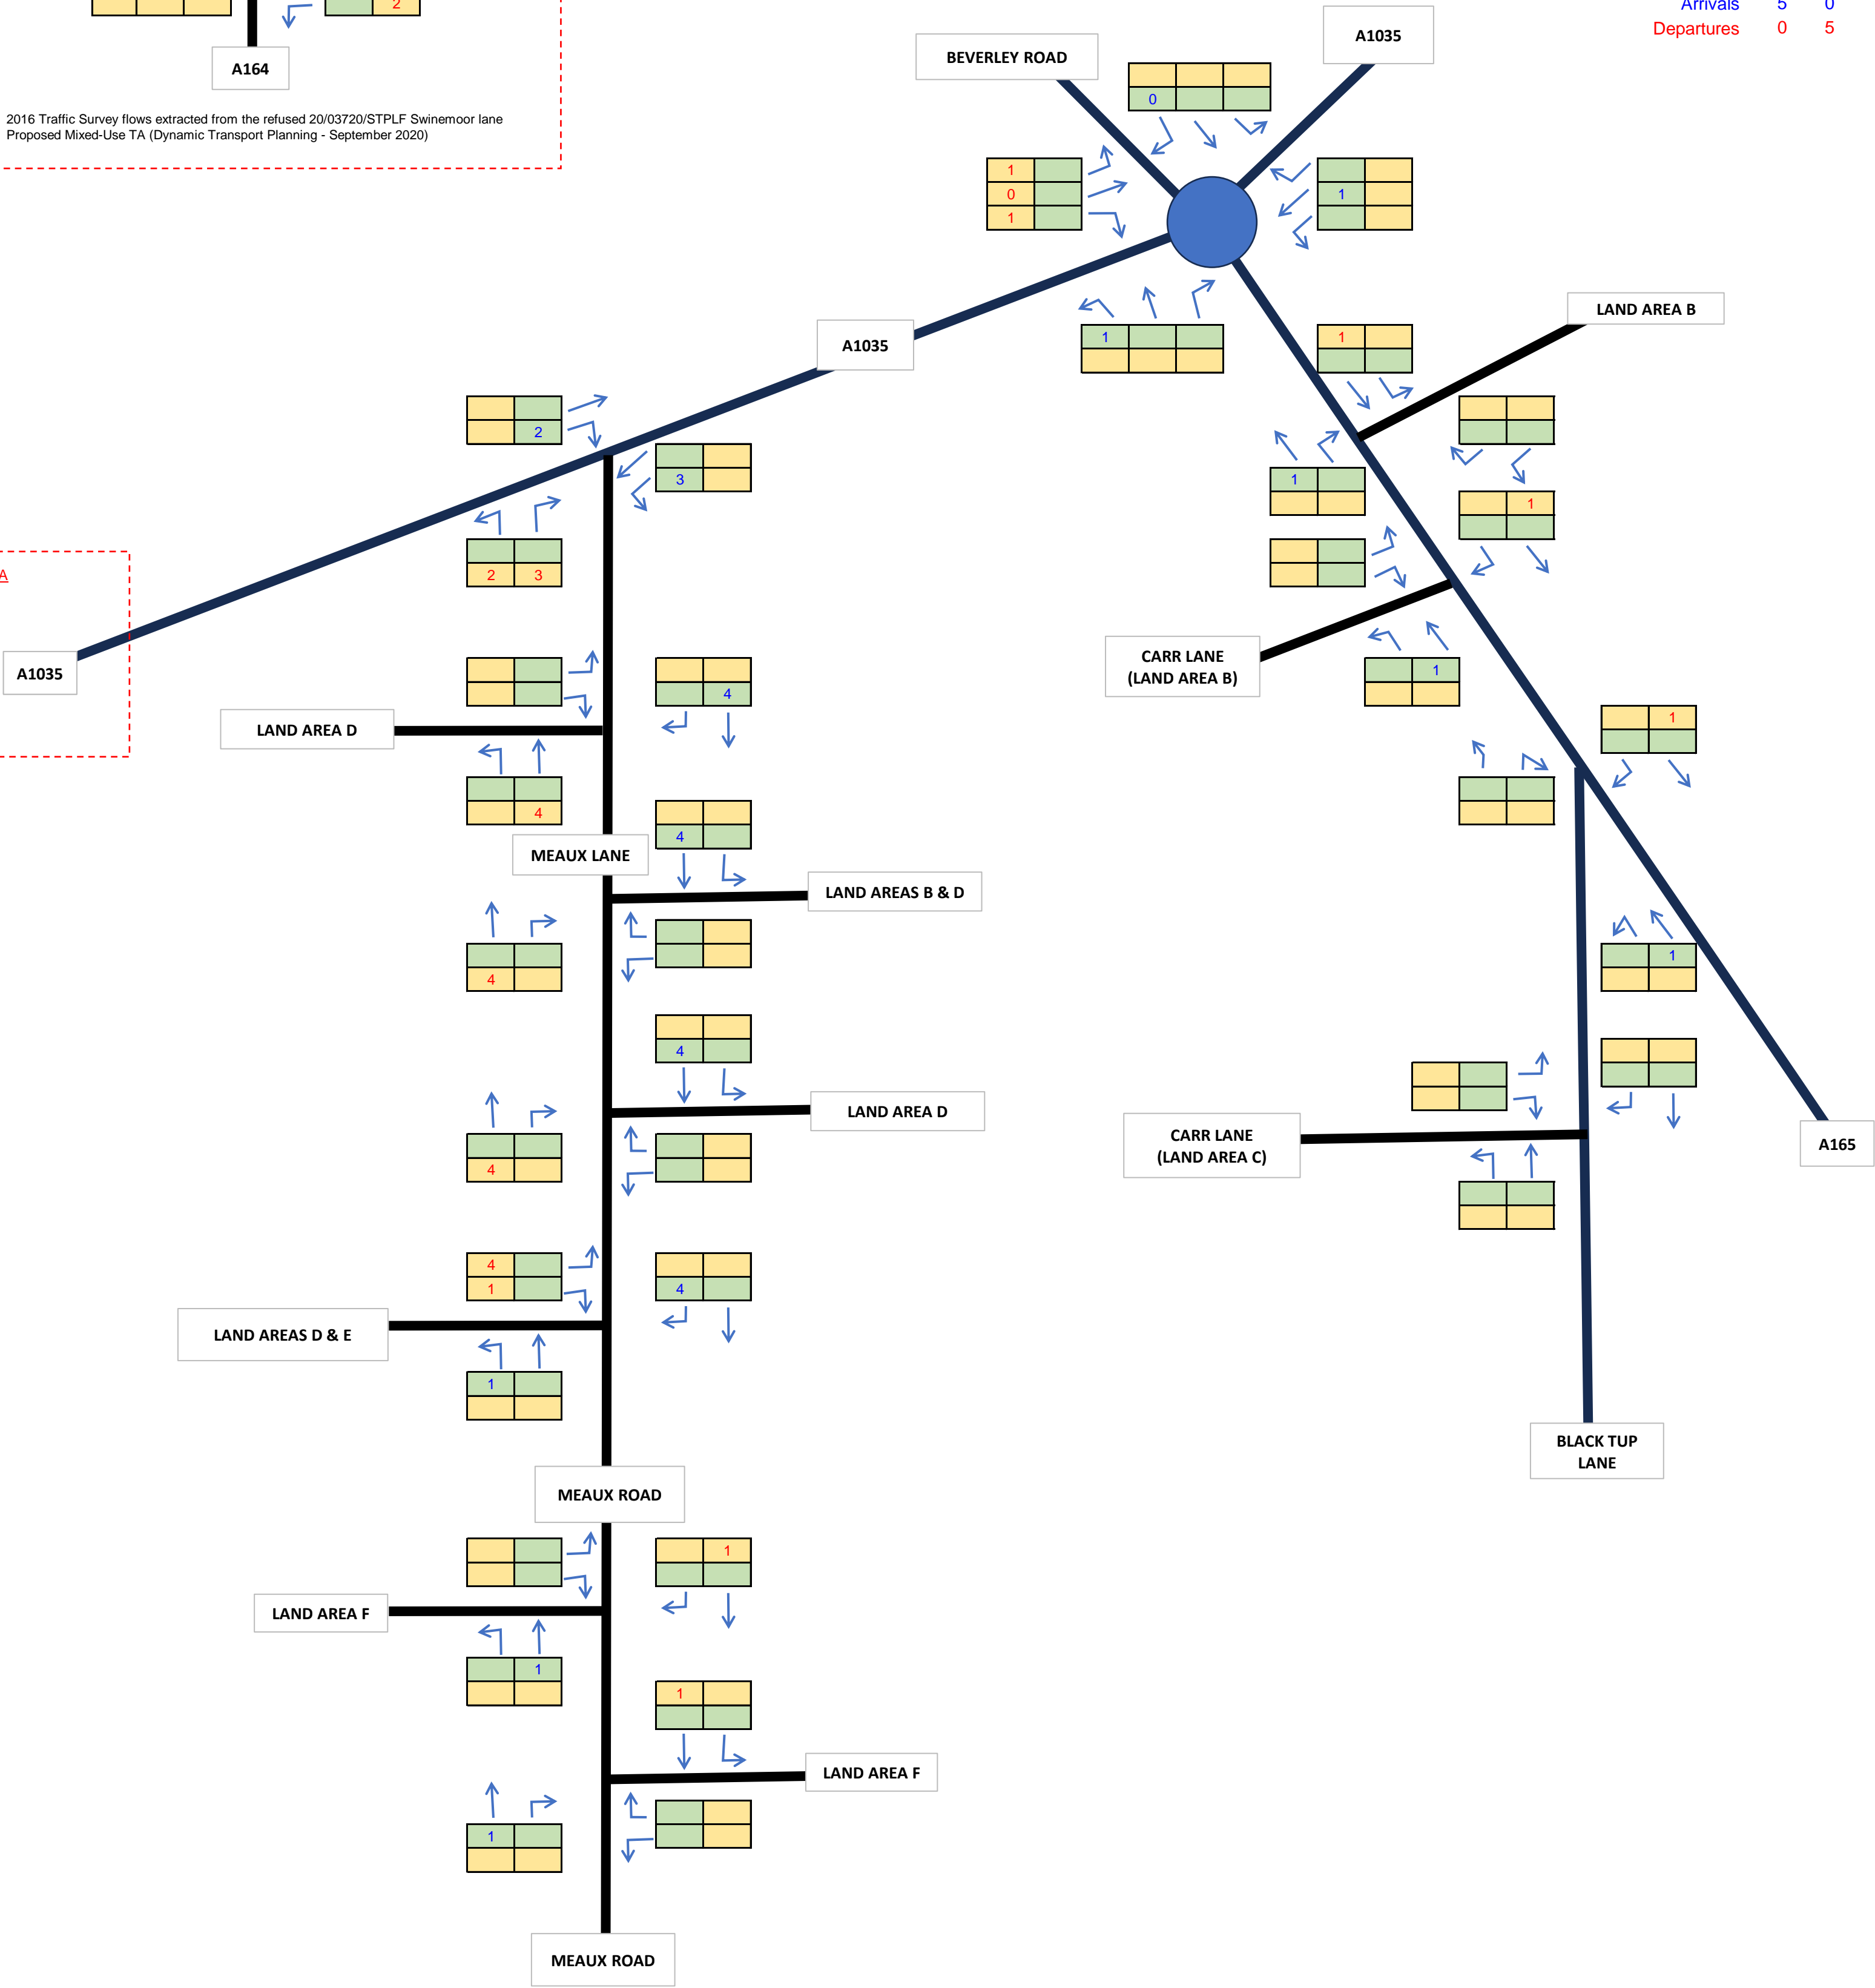 2
Arrivals 5 0
Departures 0 5
A164
BEVERLEY ROAD
A1035
2016 Traffic Survey flows extracted from the refused 20/03720/STPLF Swinemoor lane
Proposed Mixed-Use TA (Dynamic Transport Planning - September 2020)
0
1
0
1
1
LAND AREA B
A1035
1
1
2
3
1
1
2 3
A
A1035
CARR LANE
(LAND AREA B)
1
4
LAND AREA D
1
4
4
MEAUX LANE
LAND AREAS B & D
4
1
4
LAND AREA D
CARR LANE
(LAND AREA C)
A165
4
4
1
4
LAND AREAS D & E
1
BLACK TUP
LANE
MEAUX ROAD
1
LAND AREA F
1
1
LAND AREA F
1
MEAUX ROAD